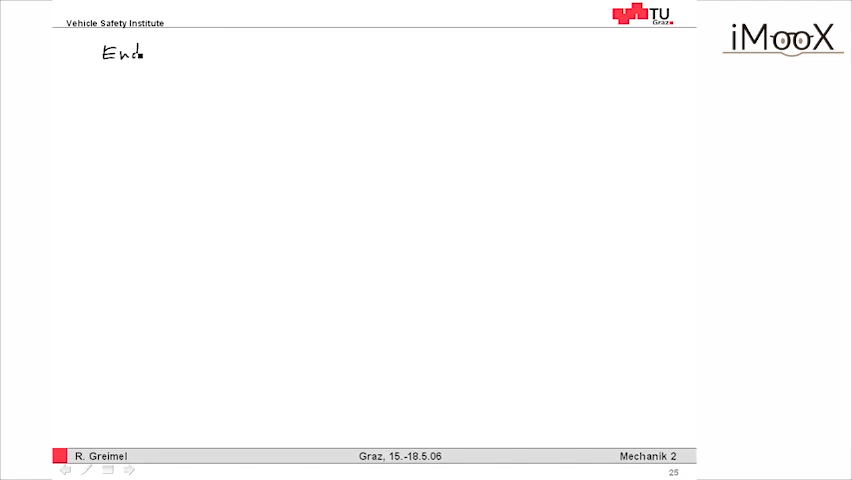 Vehicle Safety Institute
TU
Graz
iMooX
End
R. Greimel
Graz, 15.-18.5.06
Mechanik 2
25